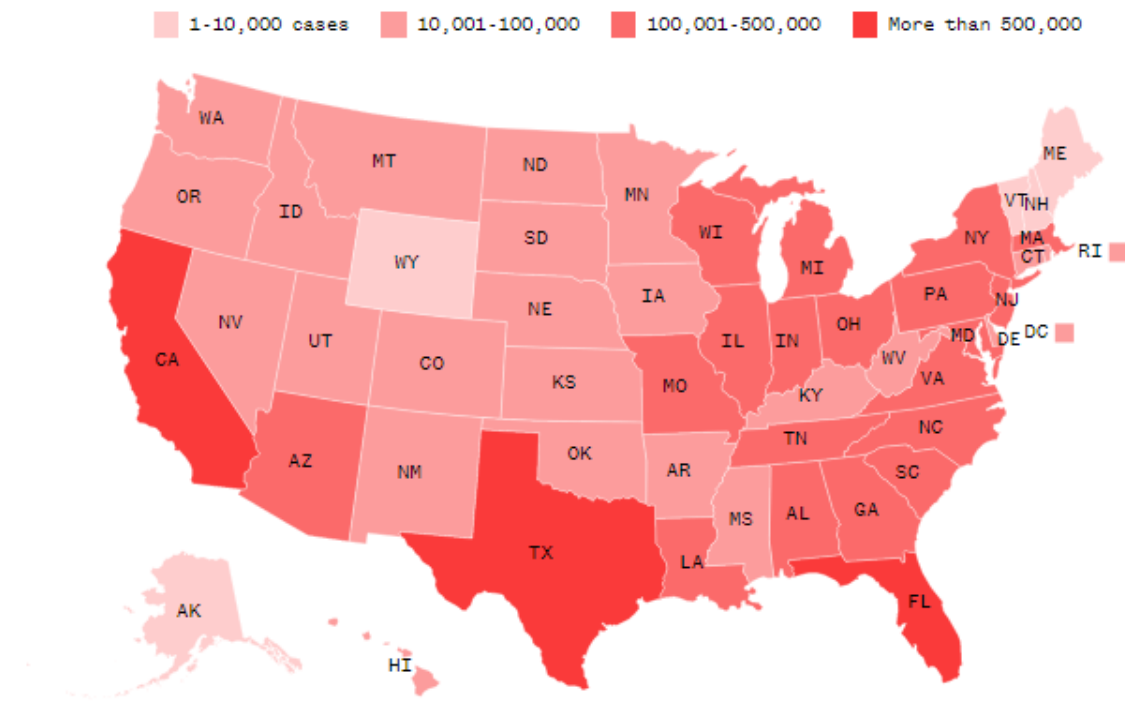 1-10,000 cases 10,001-100,000 100,001-500,000 More than 500,000
WA
MT
ND
MN
ME
OR
ID
SD
WI
VT
NH
NY
MA
WY
MI
CT
RI
NE
IA
PA
NJ
NV
UT
CO
IL
IN
OH
MD
DE
DC
CA
KS
MO
WV
VA
KY
NC
TN
AZ
NM
OK
AR
SC
MS
AL
GA
TX
LA
AK
FL
HI